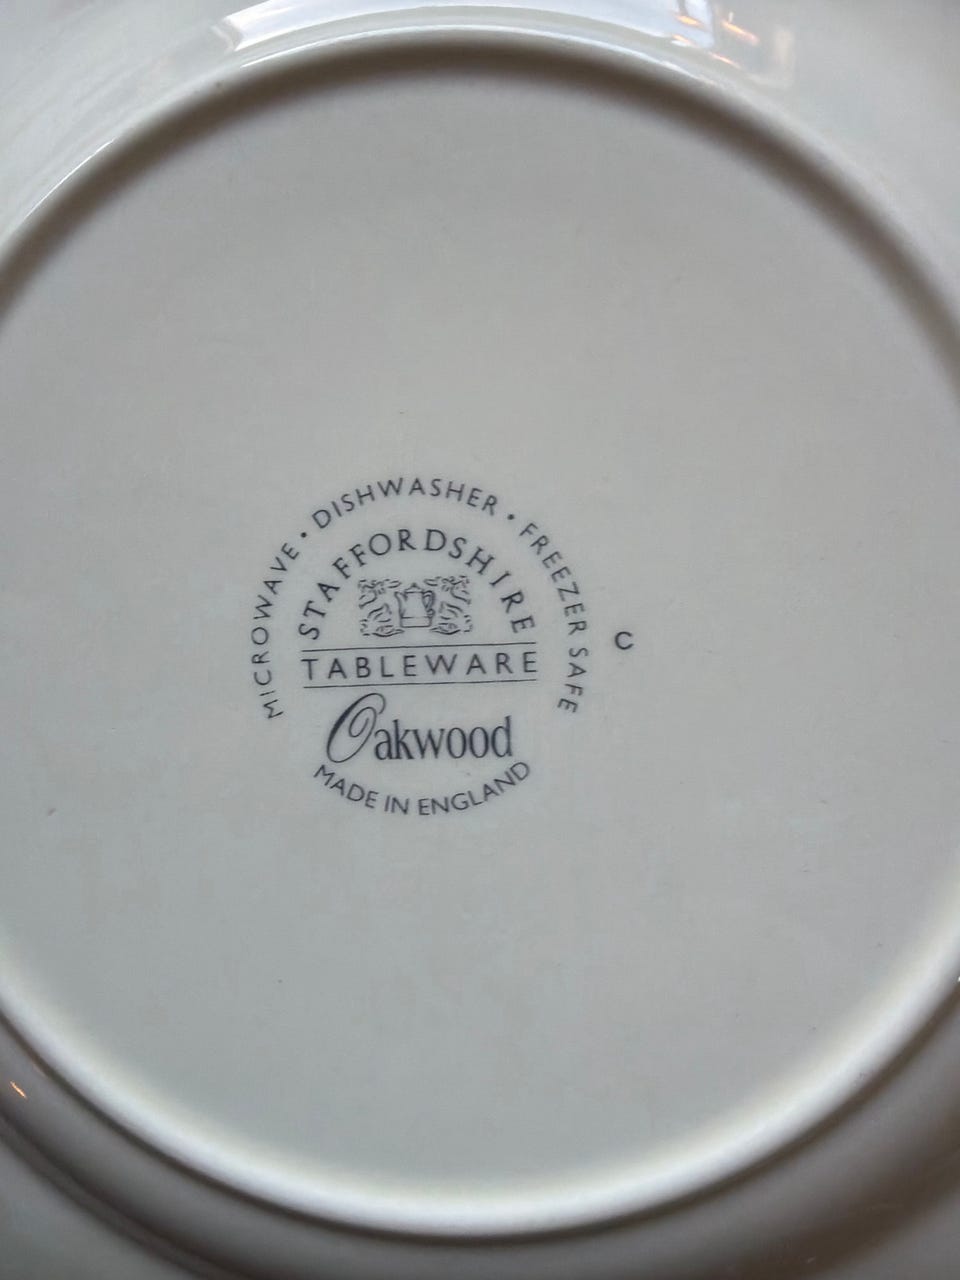 MICROWAVE • DISHWASHER • FREEZER SAFE
STAFFORDSHIRE
TABLEWARE
Oakwood
MADE IN ENGLAND
C